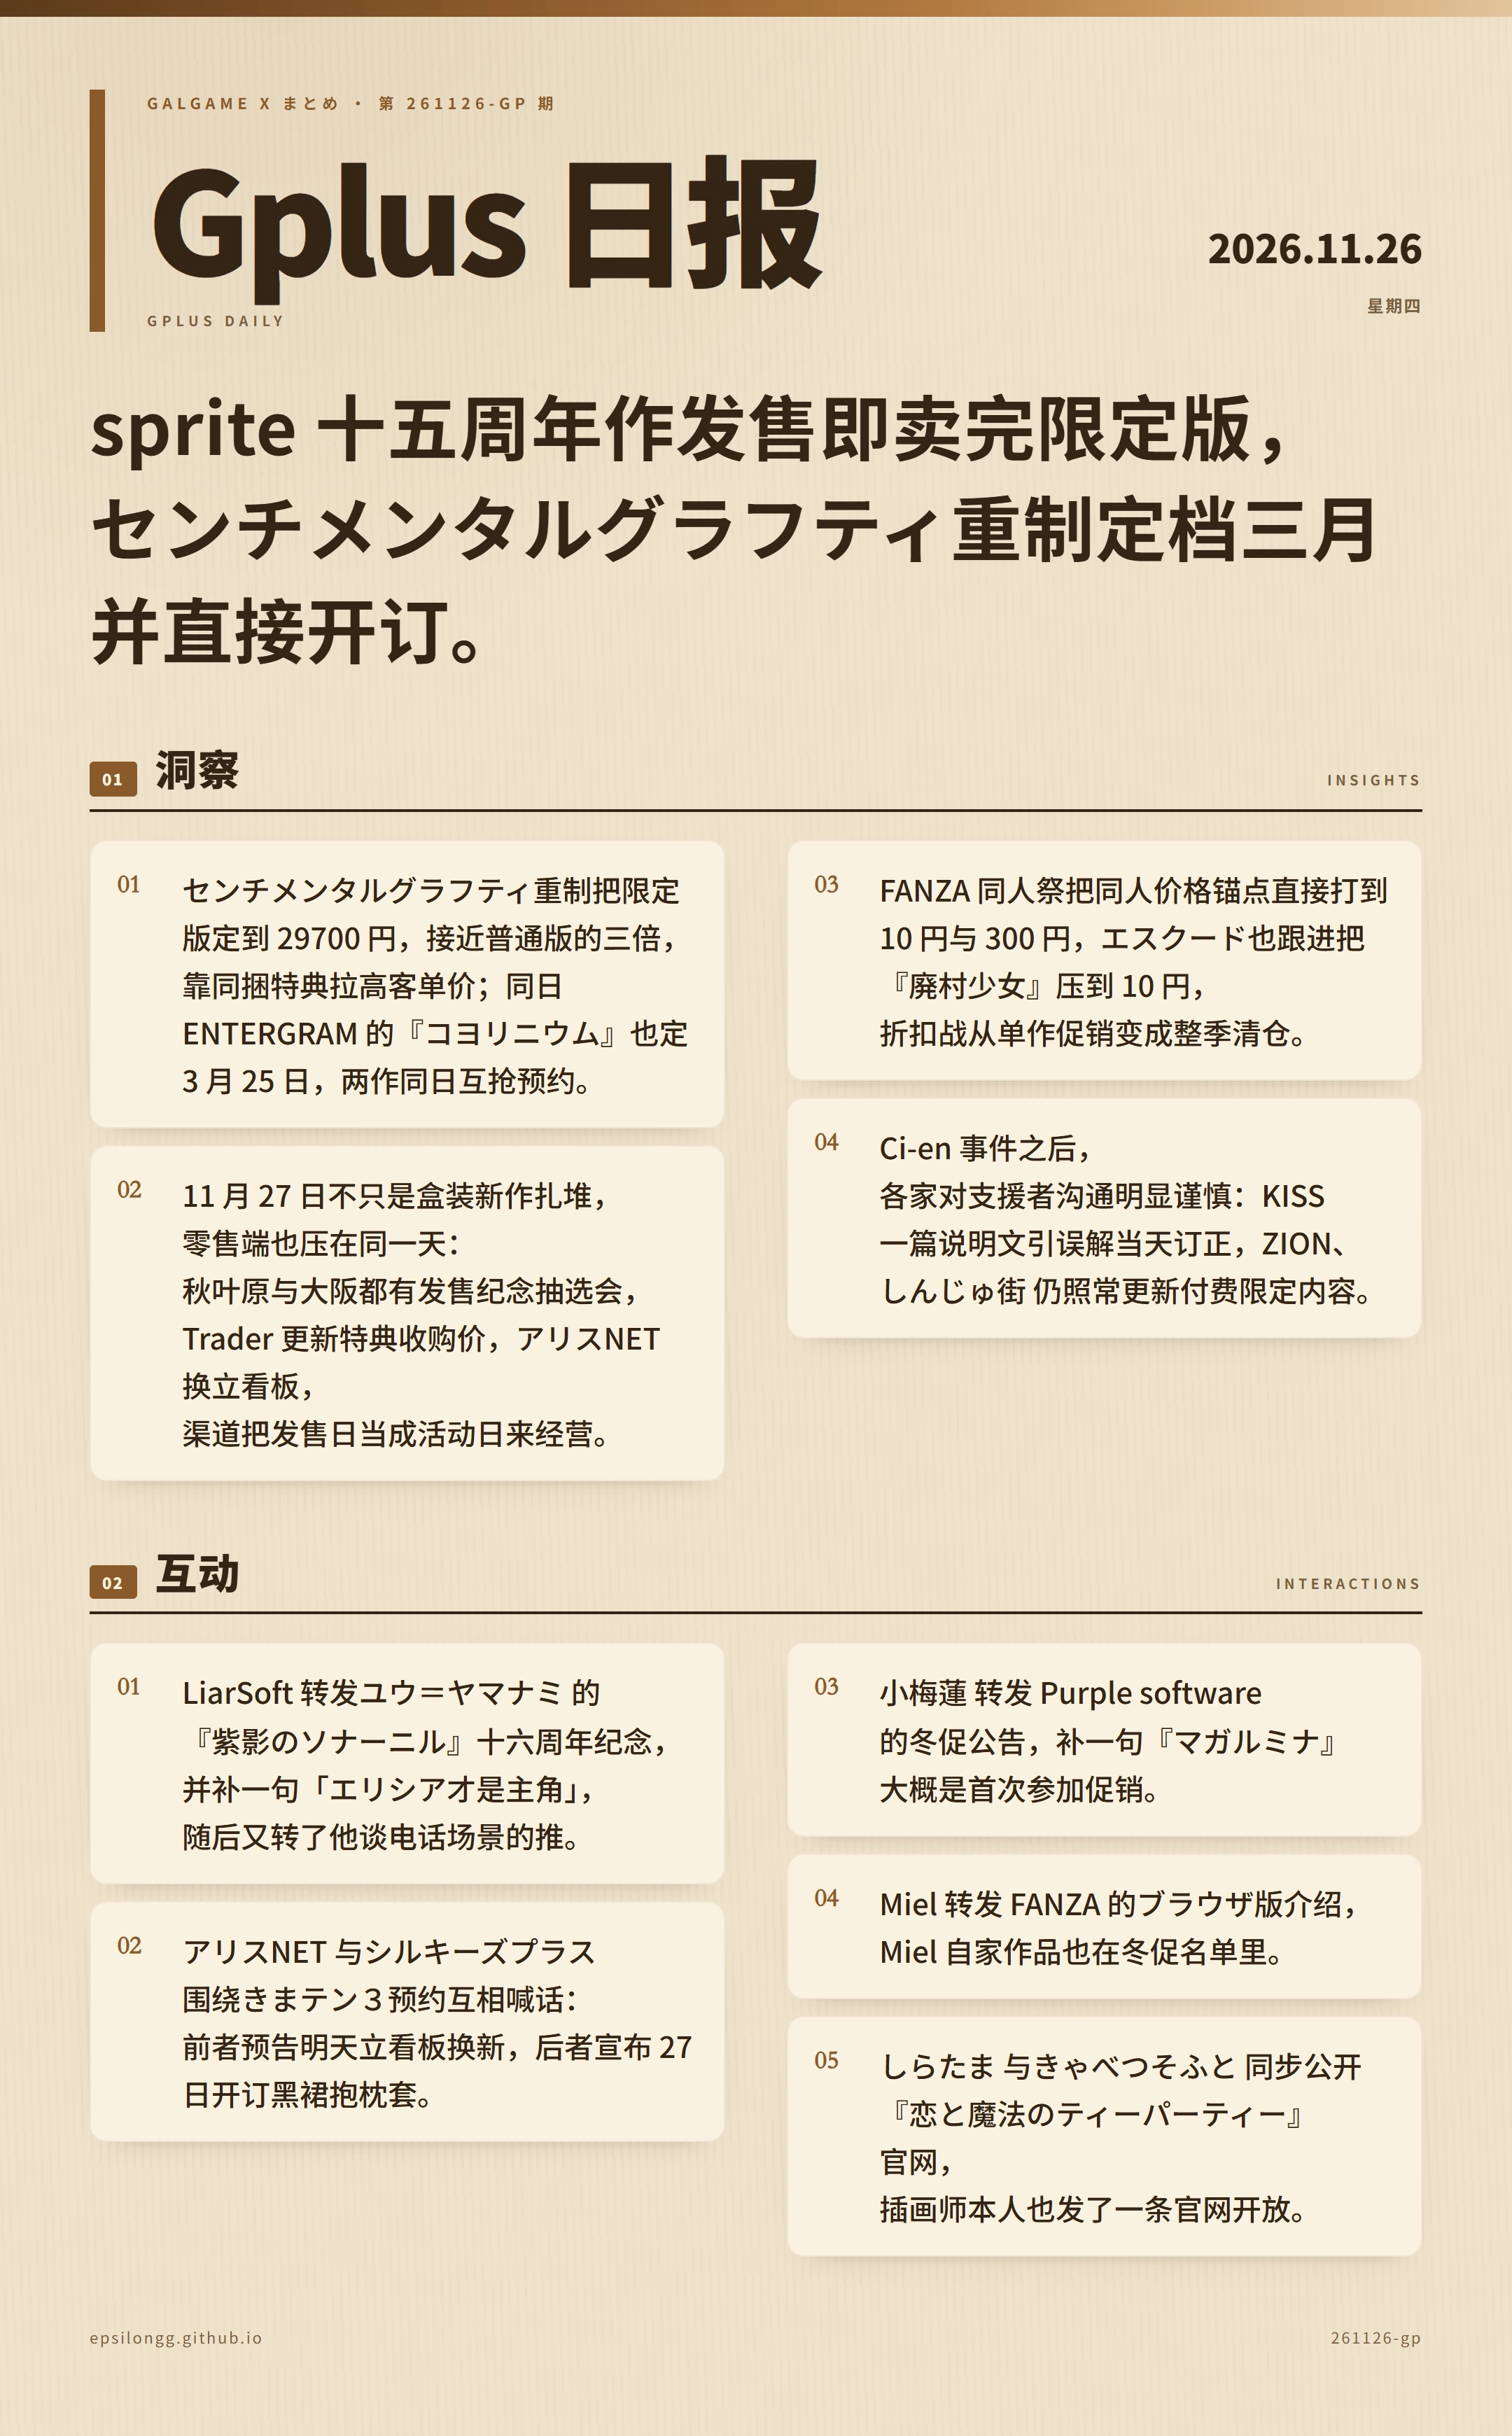 GALGAME X まとめ ・ 第 261126-GP 期
Gplus 日报
GPLUS DAILY
2026.11.26
星期四
sprite 十五周年作发售即卖完限定版，
センチメンタルグラフティ重制定档三月
并直接开订。
01 洞察
INSIGHTS
01
センチメンタルグラフティ重制把限定
版定到 29700 円，接近普通版的三倍，
靠同捆特典拉高客单价；同日
ENTERGRAM 的『コヨリニウム』也定
3 月 25 日，两作同日互抢预约。
02
11 月 27 日不只是盒装新作扎堆，
零售端也压在同一天：
秋叶原与大阪都有发售纪念抽选会，
Trader 更新特典收购价，アリスNET
换立看板，
渠道把发售日当成活动日来经营。
03
FANZA 同人祭把同人价格锚点直接打到
10 円与 300 円，エスクード也跟进把
『廃村少女』压到 10 円，
折扣战从单作促销变成整季清仓。
04
Ci-en 事件之后，
各家对支援者沟通明显谨慎：KISS
一篇说明文引误解当天订正，ZION、
しんじゅ街 仍照常更新付费限定内容。
02 互动
INTERACTIONS
01
LiarSoft 转发ユウ＝ヤマナミ 的
『紫影のソナーニル』十六周年纪念，
并补一句「エリシア才是主角」，
随后又转了他谈电话场景的推。
02
アリスNET 与シルキーズプラス
围绕きまテン３预约互相喊话：
前者预告明天立看板换新，后者宣布 27
日开订黑裙抱枕套。
03
小梅蓮 转发 Purple software
的冬促公告，补一句『マガルミナ』
大概是首次参加促销。
04
Miel 转发 FANZA 的ブラウザ版介绍，
Miel 自家作品也在冬促名单里。
05
しらたま 与きゃべつそふと 同步公开
『恋と魔法のティーパーティー』
官网，
插画师本人也发了一条官网开放。
epsilongg.github.io
261126-gp